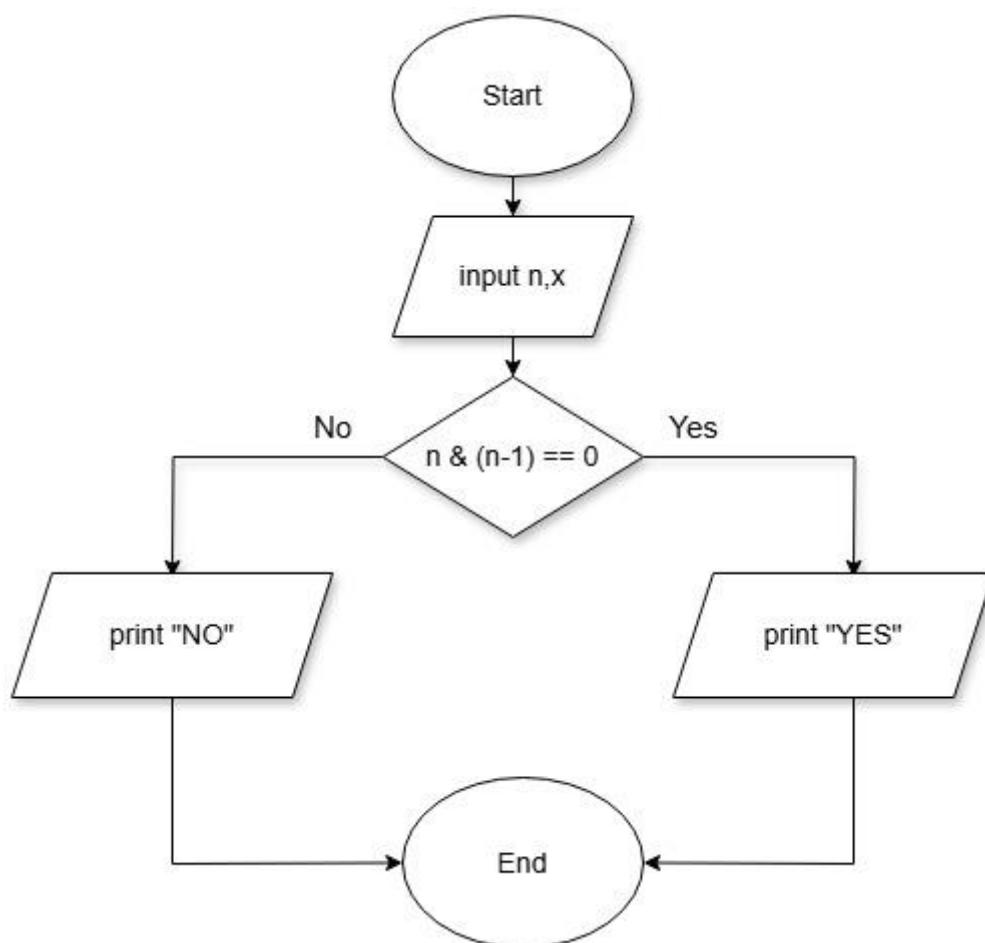 Start
input n,x
No
Yes
n & (n-1) == 0
print "NO"
print "YES"
End